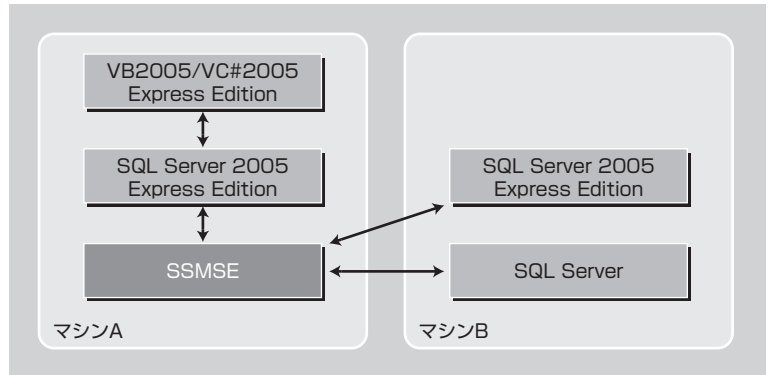 VB2005/VC#2005
Express Edition
SQL Server 2005
Express Edition
SSMSE
マシンA
SQL Server 2005
Express Edition
SQL Server
マシンB